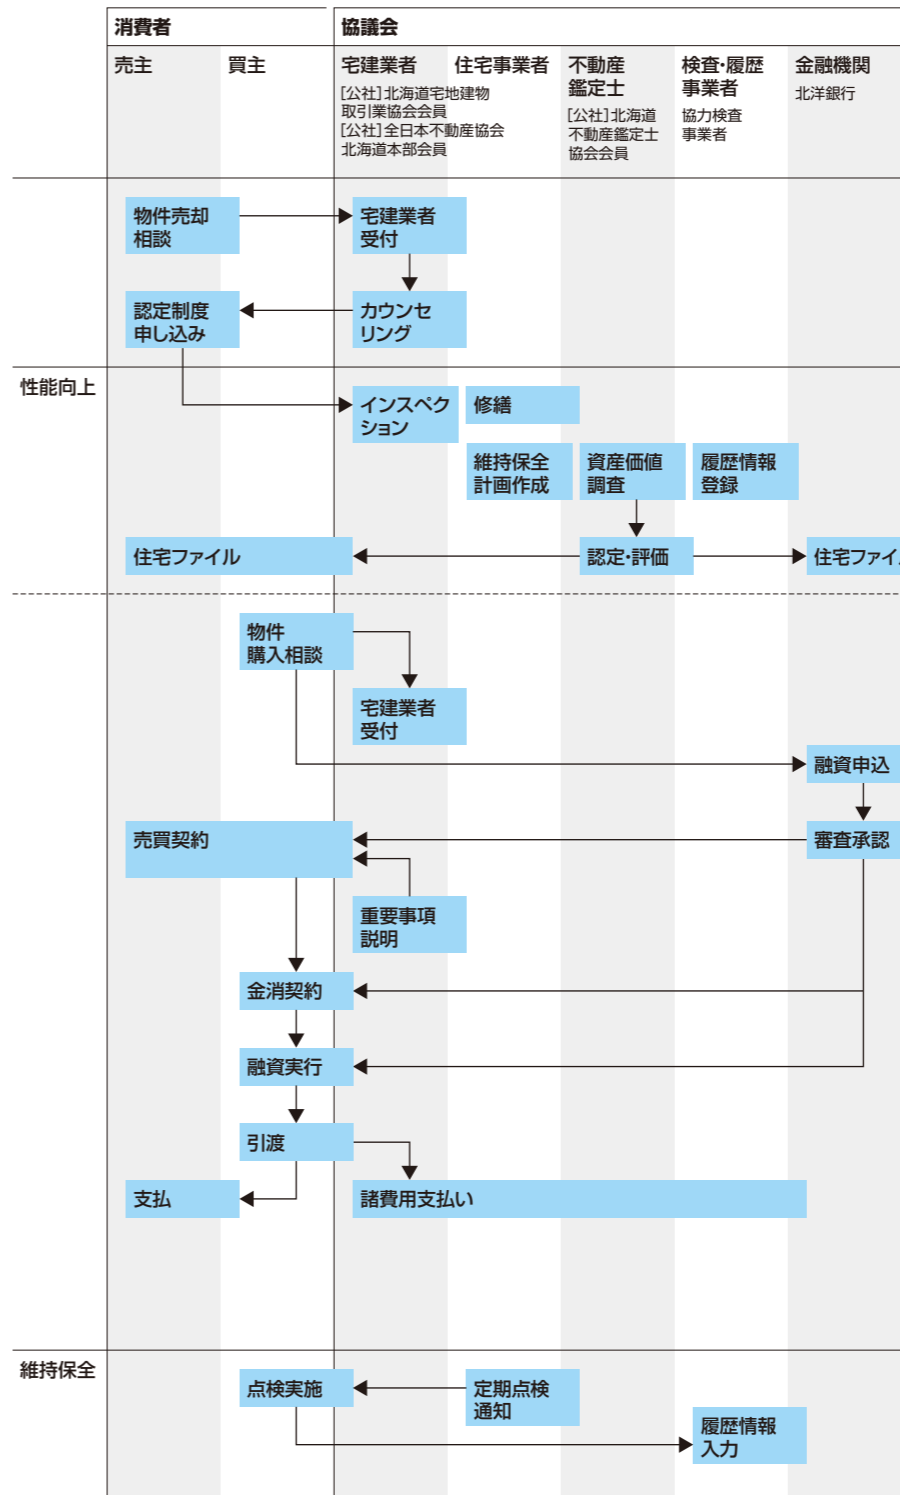 消費者
協議会
売主
買主
宅建業者
[公社]北海道宅地建物
取引業協会会員
[公社]全日本不動産協会
北海道本部会員
住宅事業者
不動産
鑑定士
[公社]北海道
不動産鑑定士
協会会員
検査・履歴
事業者
協力検査
事業者
金融機関
北洋銀行
物件売却
相談
宅建業者
受付
認定制度
申し込み
カウンセ
リング
性能向上
インスペク
ション
修繕
維持保全
計画作成
資産価値
調査
履歴情報
登録
住宅ファイル
認定・評価
住宅ファイ
物件
購入相談
宅建業者
受付
融資申込
売買契約
審査承認
重要事項
説明
金消契約
融資実行
引渡
支払
諸費用支払い
維持保全
点検実施
定期点検
通知
履歴情報
入力